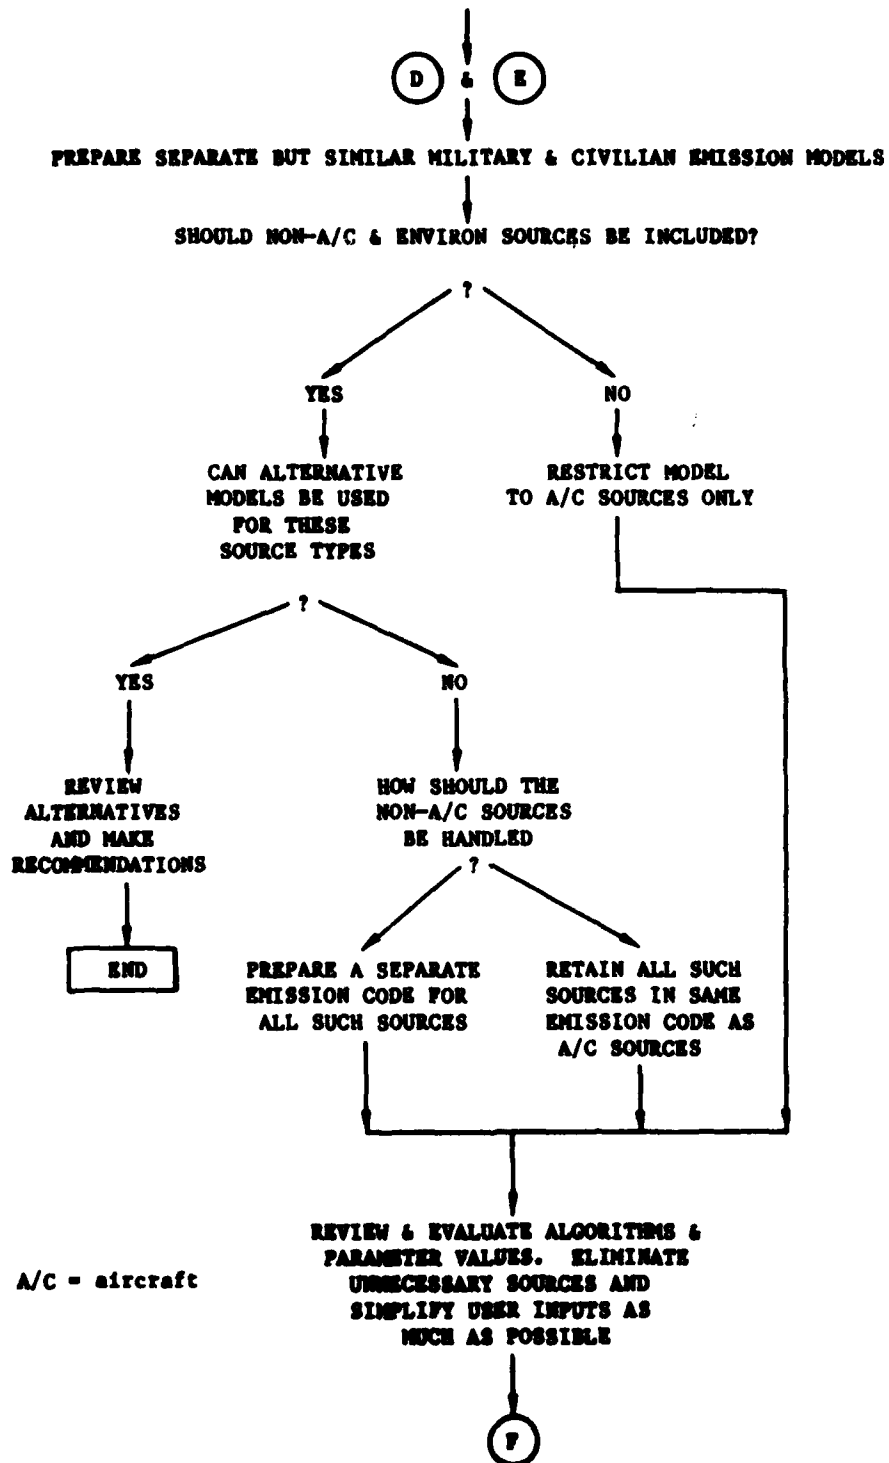 D & E
PREPARE SEPARATE BUT SIMILAR MILITARY & CIVILIAN EMISSION MODELS
SHOULD NON-A/C & ENVIRON SOURCES BE INCLUDED?
?
YES
NO
CAN ALTERNATIVE
MODELS BE USED
FOR THESE
SOURCE TYPES
RESTRICT MODEL
TO A/C SOURCES ONLY
?
YES
NO
REVIEW
ALTERNATIVES
AND MAKE
RECOMMENDATIONS
HOW SHOULD THE
NON-A/C SOURCES
BE HANDLED
?
END
PREPARE A SEPARATE
EMISSION CODE FOR
ALL SUCH SOURCES
RETAIN ALL SUCH
SOURCES IN SAME
EMISSION CODE AS
A/C SOURCES
REVIEW & EVALUATE ALGORITHMS &
PARAMETER VALUES. ELIMINATE
UNNECESSARY SOURCES AND
SIMPLIFY USER INPUTS AS
MUCH AS POSSIBLE
A/C = aircraft
F